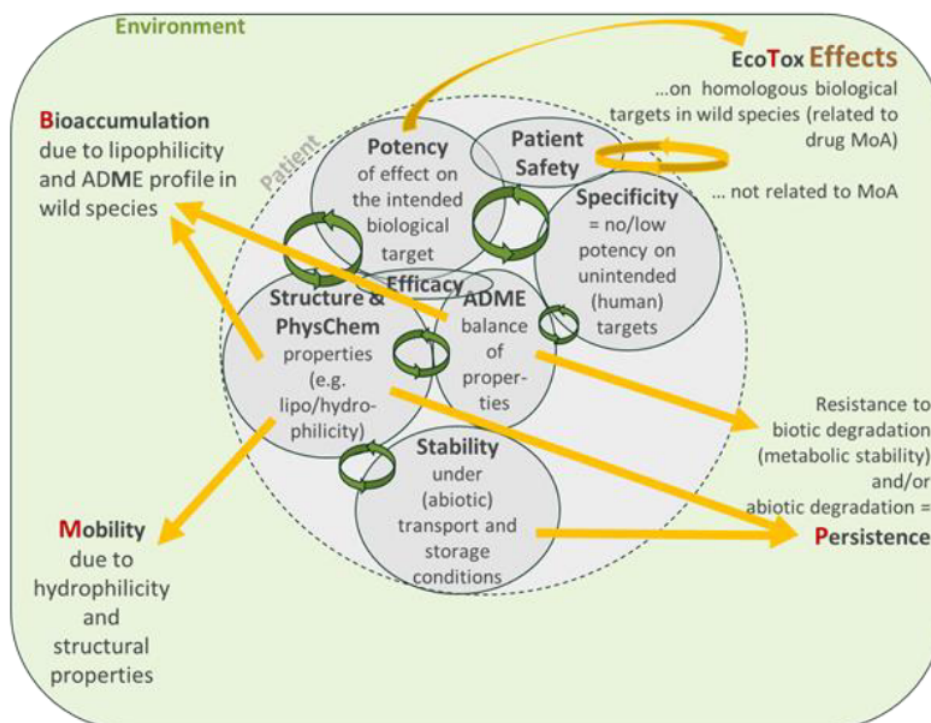 Environment
EcoTox Effects
…on homologous biological
targets in wild species (related to
drug MoA)
… not related to MoA
Bioaccumulation
due to lipophilicity
and ADME profile in
wild species
Patient
Potency
of effect on
the intended
biological
target
Patient
Safety
Specificity
= no/low
potency on
unintended
(human)
targets
Efficacy
Structure &
PhysChem
properties
(e.g.
lipo/hydro-
philicity)
ADME
balance
of
proper-
ties
Stability
under
(abiotic)
transport and
storage
conditions
Resistance to
biotic degradation
(metabolic stability)
and/or
abiotic degradation =
Persistence
Mobility
due to
hydrophilicity
and
structural
properties